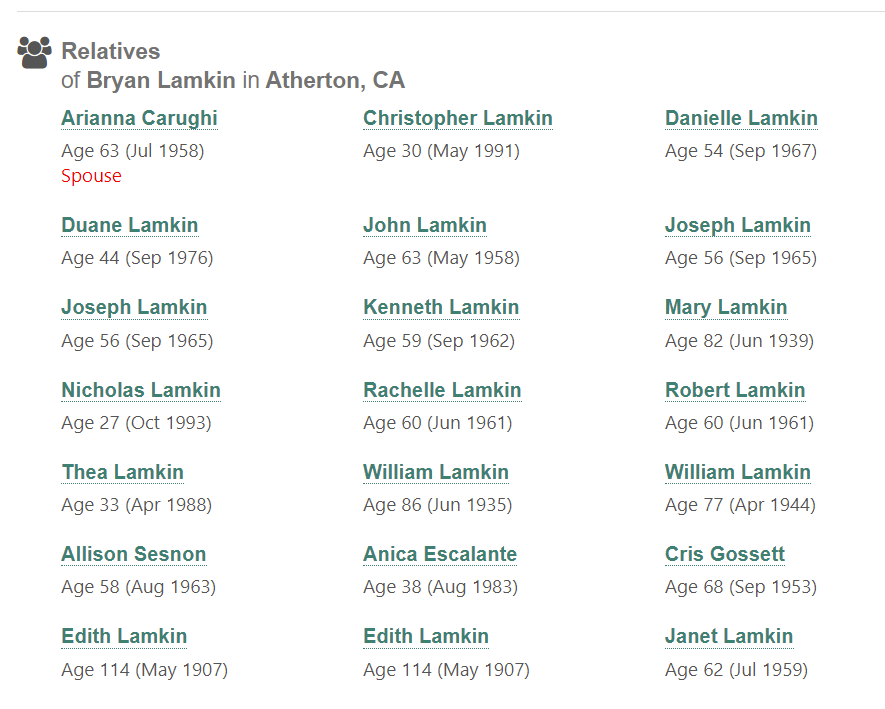 Relatives
of Bryan Lamkin in Atherton, CA
Arianna Carughi
Age 63 (Jul 1958)
Spouse
Christopher Lamkin
Age 30 (May 1991)
Danielle Lamkin
Age 54 (Sep 1967)
Duane Lamkin
Age 44 (Sep 1976)
John Lamkin
Age 63 (May 1958)
Joseph Lamkin
Age 56 (Sep 1965)
Joseph Lamkin
Age 56 (Sep 1965)
Kenneth Lamkin
Age 59 (Sep 1962)
Mary Lamkin
Age 82 (Jun 1939)
Nicholas Lamkin
Age 27 (Oct 1993)
Rachelle Lamkin
Age 60 (Jun 1961)
Robert Lamkin
Age 60 (Jun 1961)
Thea Lamkin
Age 33 (Apr 1988)
William Lamkin
Age 86 (Jun 1935)
William Lamkin
Age 77 (Apr 1944)
Allison Sesnon
Age 58 (Aug 1963)
Anica Escalante
Age 38 (Aug 1983)
Cris Gossett
Age 68 (Sep 1953)
Edith Lamkin
Age 114 (May 1907)
Edith Lamkin
Age 114 (May 1907)
Janet Lamkin
Age 62 (Jul 1959)